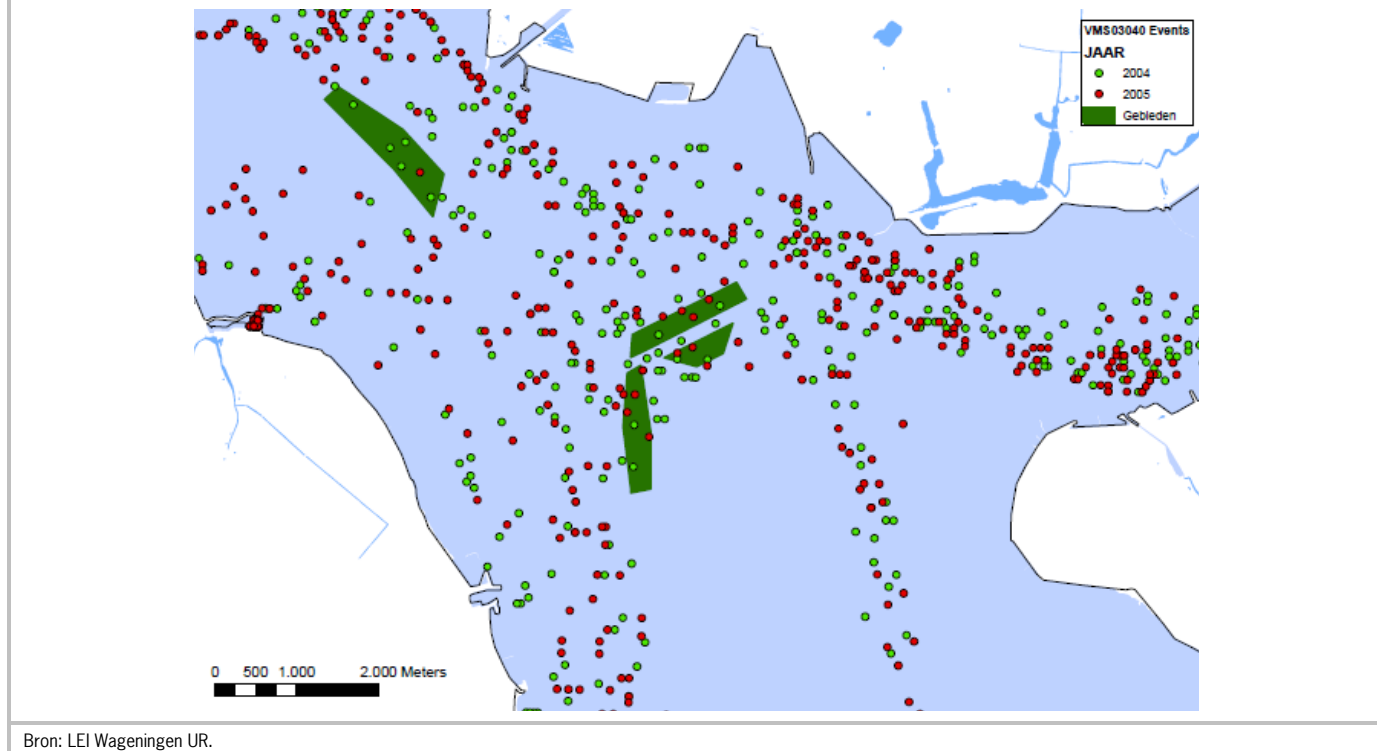 VMS03040 Events
JAAR
2004
2005
Gebieden
0 500 1.000 2.000 Meters
Bron: LEI Wageningen UR.